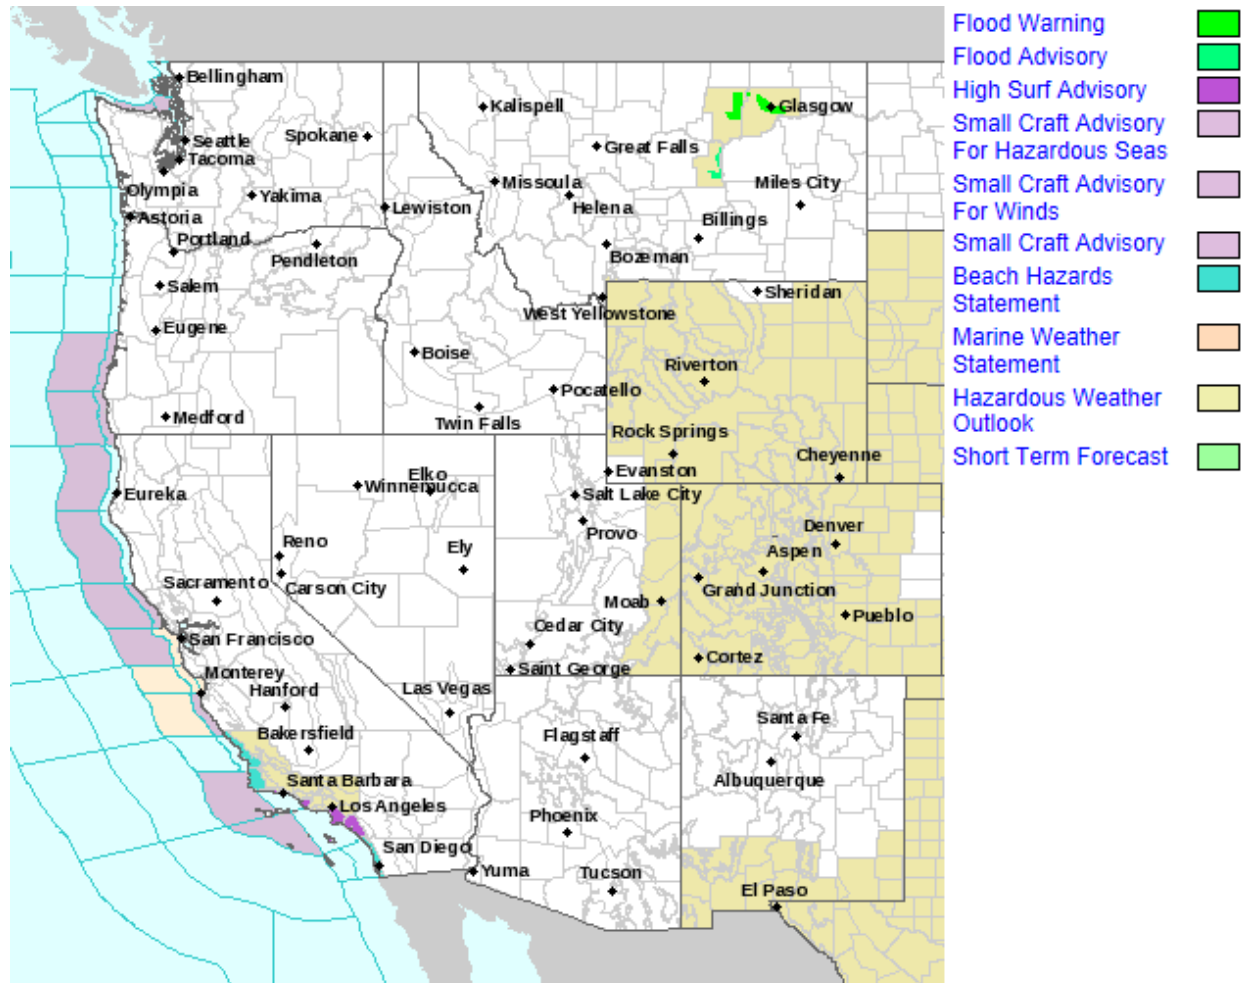 Flood Warning
Flood Advisory
High Surf Advisory
Small Craft Advisory
For Hazardous Seas
Small Craft Advisory
For Winds
Small Craft Advisory
Beach Hazards
Statement
Marine Weather
Statement
Hazardous Weather
Outlook
Short Term Forecast
Bellingham
Kalispell
Glasgow
Seattle
Spokane
Tacoma
Great Falls
Olympia
Yakima
Missoula
Miles City
Astoria
Lewiston
Helena
Billings
Portland
Pendleton
Bozeman
Salem
Sheridan
West Yellowstone
Eugene
Boise
Riverton
Pocatello
Medford
Twin Falls
Rock Springs
Cheyenne
Evanston
Elko
Winnemucca
Eureka
Salt Lake City
Provo
Denver
Reno
Ely
Aspen
Sacramento
Carson City
Grand Junction
Moab
Pueblo
Cedar City
San Francisco
Cortez
Saint George
Monterey
Hanford
Las Vegas
Santa Fe
Bakersfield
Flagstaff
Santa Barbara
Albuquerque
Los Angeles
Phoenix
San Diego
Yuma
Tucson
El Paso